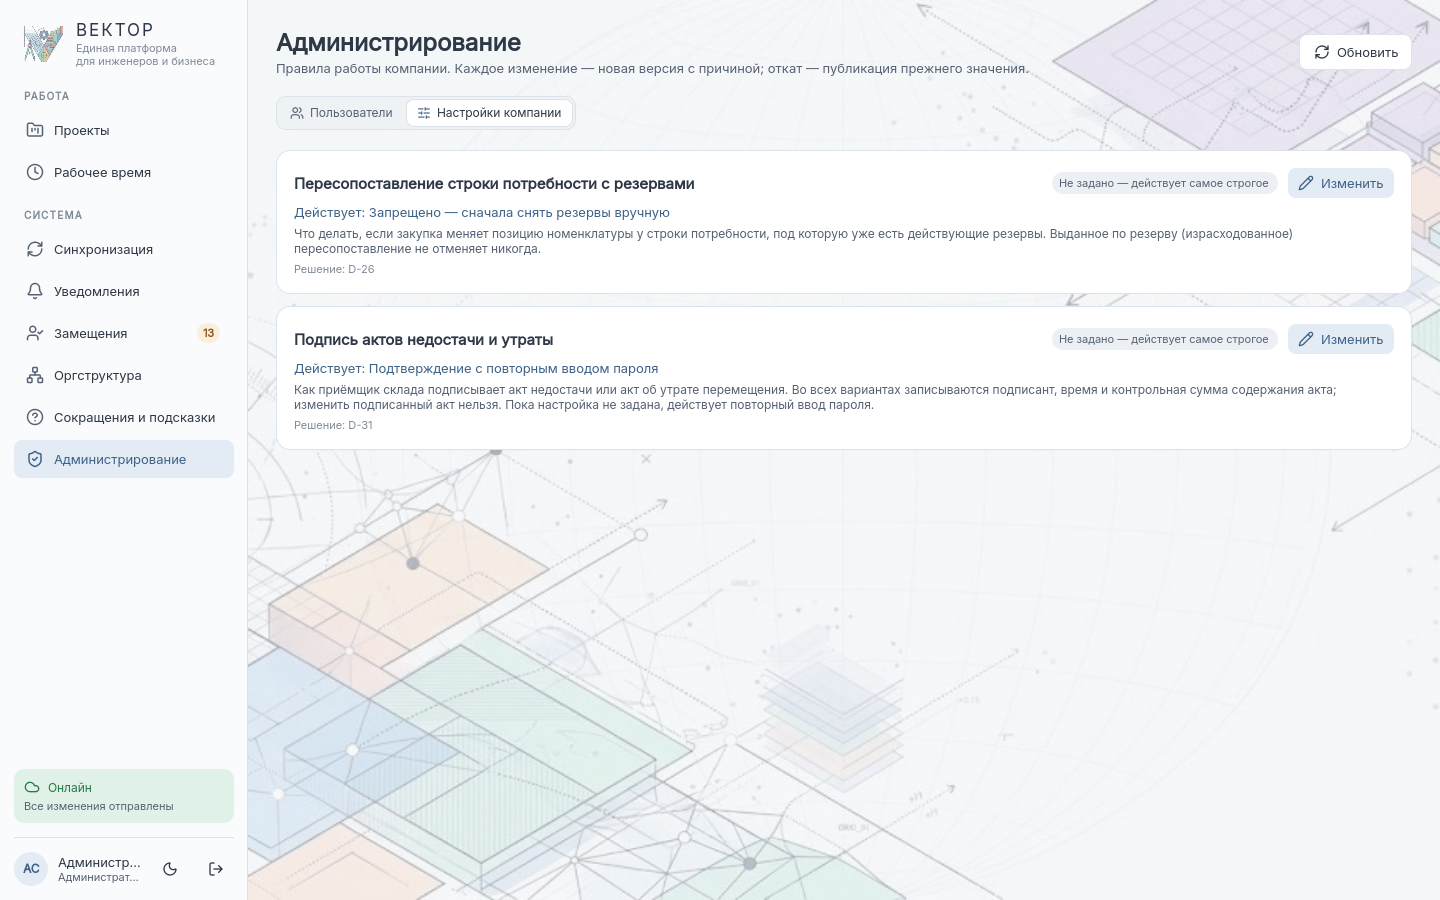 ВЕКТОР
Единая платформа
для инженеров и бизнеса
РАБОТА
Проекты
Рабочее время
СИСТЕМА
Синхронизация
Уведомления
Замещения
13
Оргструктура
Сокращения и подсказки
Администрирование
Онлайн
Все изменения отправлены
АС
Администр...
Администрат...
Администрирование
Правила работы компании. Каждое изменение — новая версия с причиной; откат — публикация прежнего значения.
Обновить
Пользователи
Настройки компании
Пересопоставление строки потребности с резервами
Не задано — действует самое строгое
Изменить
Действует: Запрещено — сначала снять резервы вручную
Что делать, если закупка меняет позицию номенклатуры у строки потребности, под которую уже есть действующие резервы. Выданное по резерву (израсходованное)
пересопоставление не отменяет никогда.
Решение: D-26
Подпись актов недостачи и утраты
Не задано — действует самое строгое
Изменить
Действует: Подтверждение с повторным вводом пароля
Как приёмщик склада подписывает акт недостачи или акт об утрате перемещения. Во всех вариантах записываются подписант, время и контрольная сумма содержания акта;
изменить подписанный акт нельзя. Пока настройка не задана, действует повторный ввод пароля.
Решение: D-31